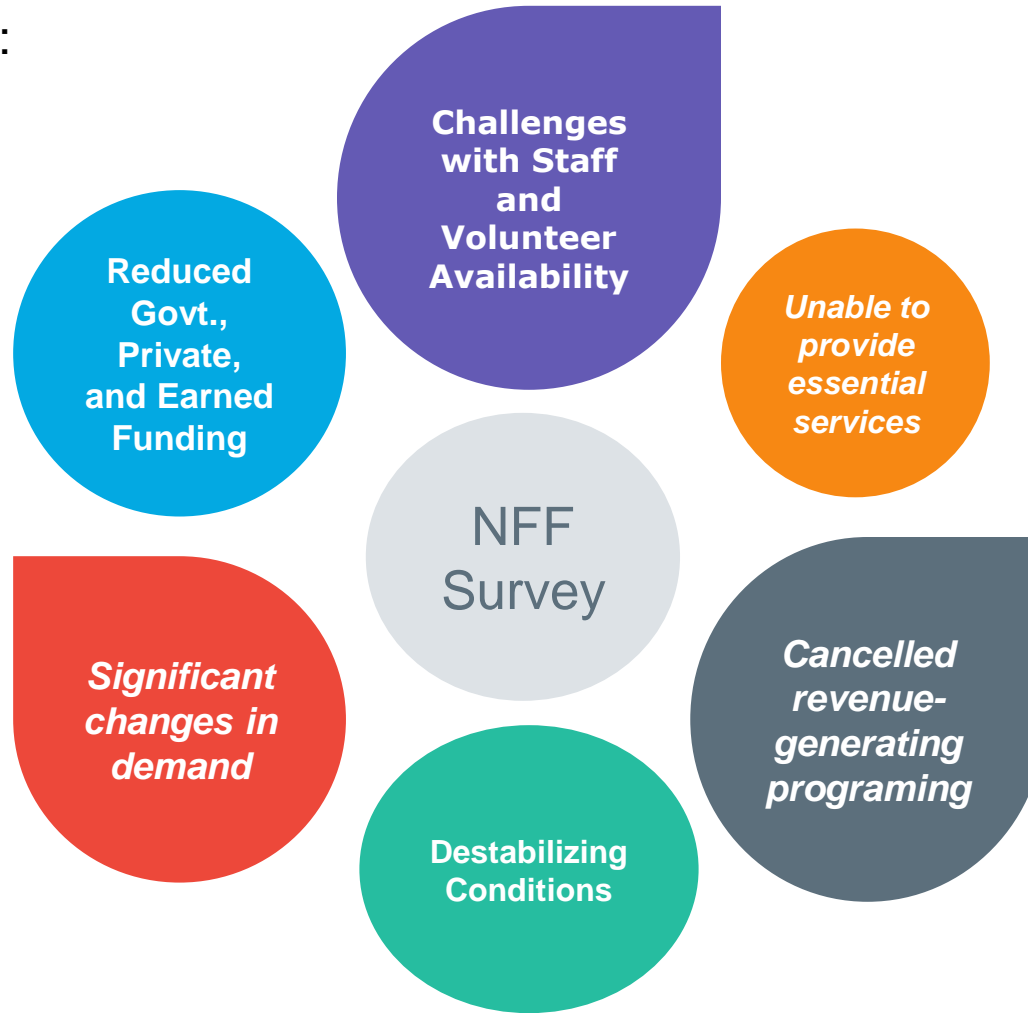 :
Challenges
with Staff
and
Volunteer
Availability
Reduced
Govt.,
Private,
and Earned
Funding
Unable to
provide
essential
services
NFF
Survey
Significant
changes in
demand
Cancelled
revenue-
generating
programing
Destabilizing
Conditions